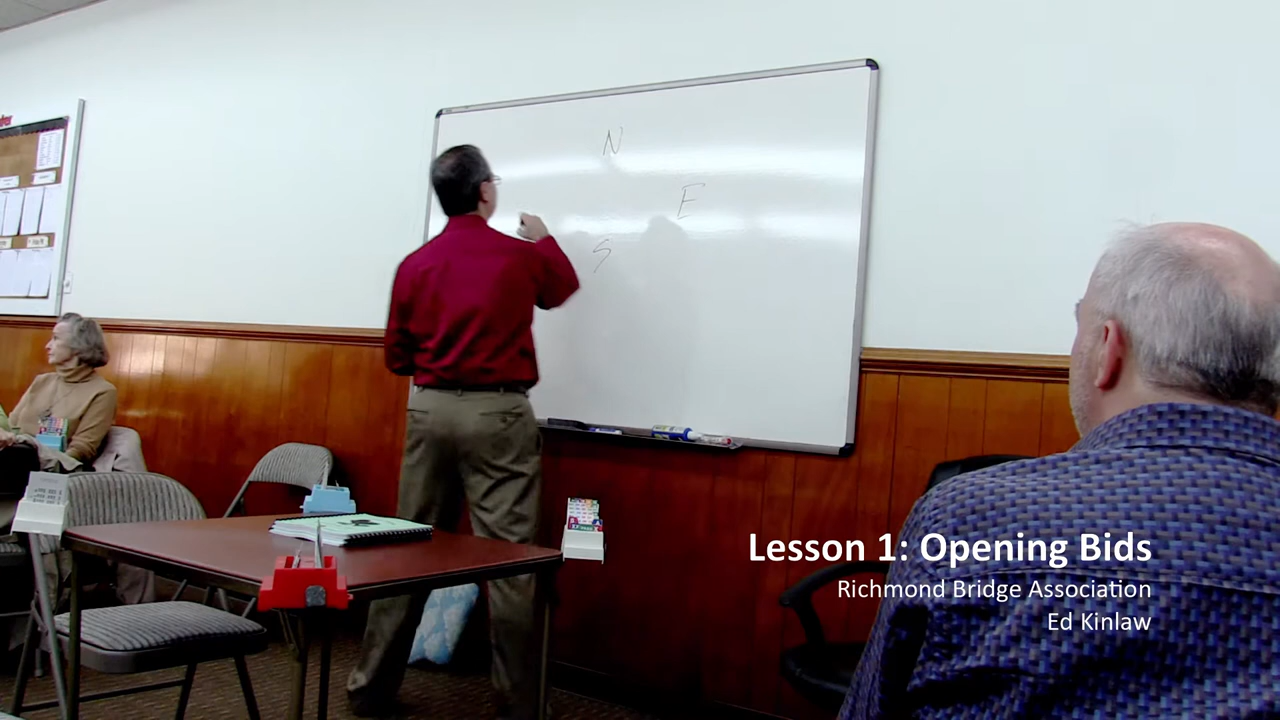 N
E
S
Lesson 1: Opening Bids
Richmond Bridge Association
Ed Kinlaw